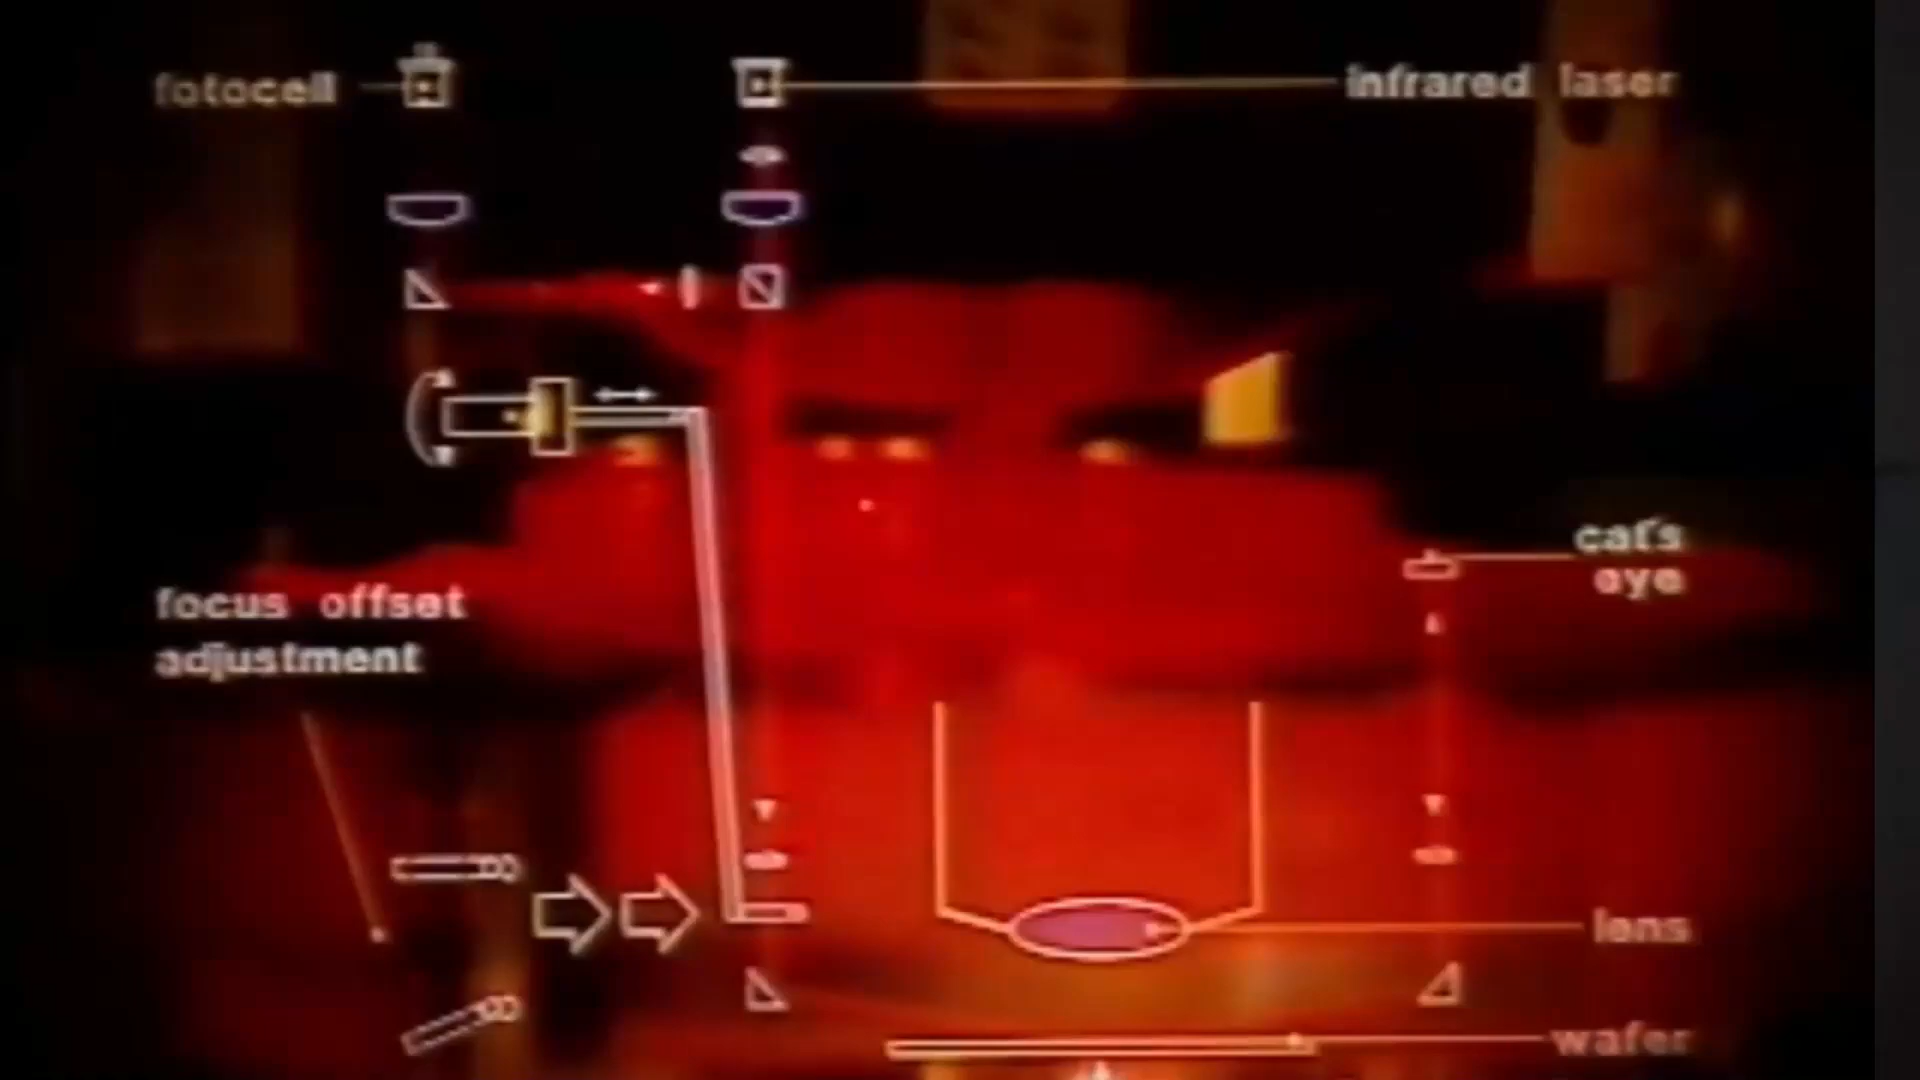 fotocell
infrared laser
cat's
eye
focus offset
adjustment
lens
wafer